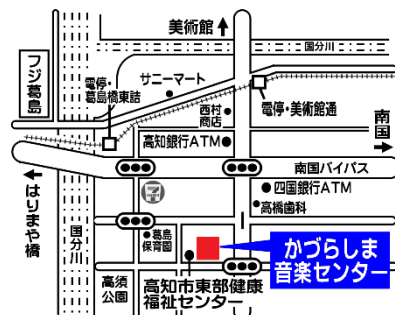 美術館
国分川
フジ葛島
サニーマート
電停・
葛島橋東詰
西村
商店
電停・美術館通
南国
高知銀行ATM
南国バイパス
はりまや橋
7
四国銀行ATM
高橋歯科
国分川
葛島
保育園
かづらしま
音楽センター
高須
公園
高知市東部健康
福祉センター